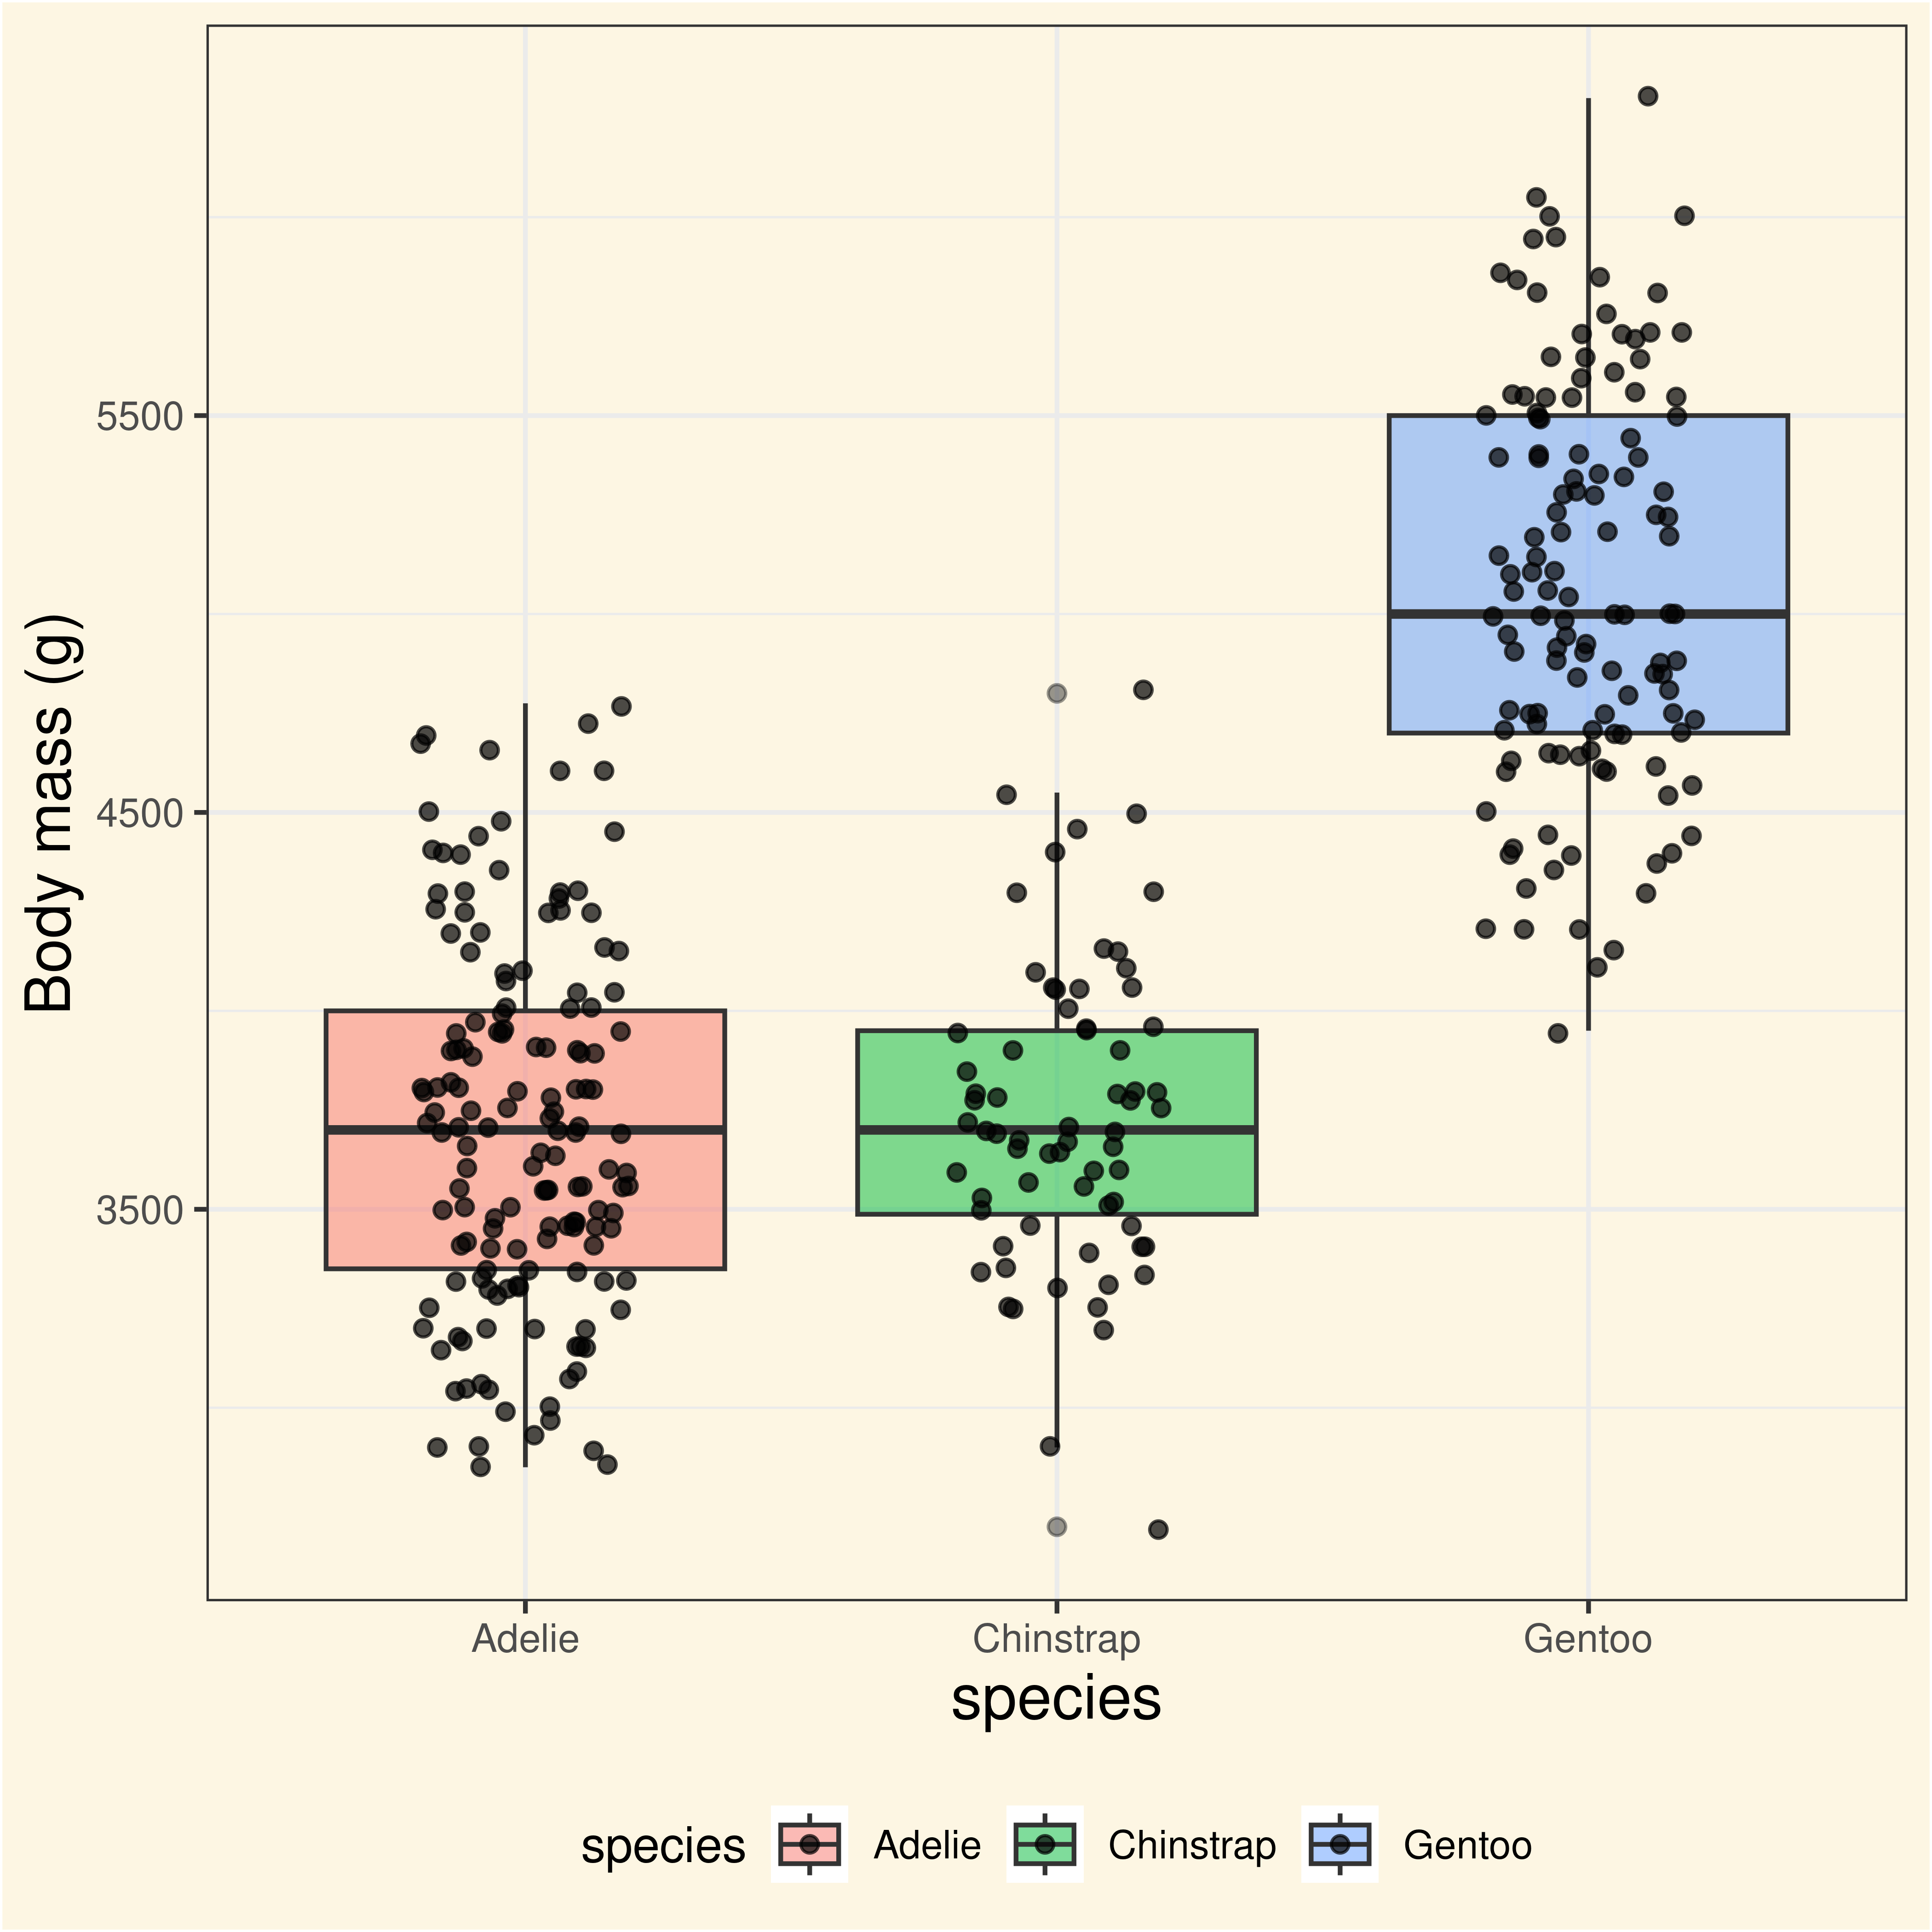 Body mass (g)
5500
4500
3500
Adelie Chinstrap Gentoo
species
species Adelie Chinstrap Gentoo